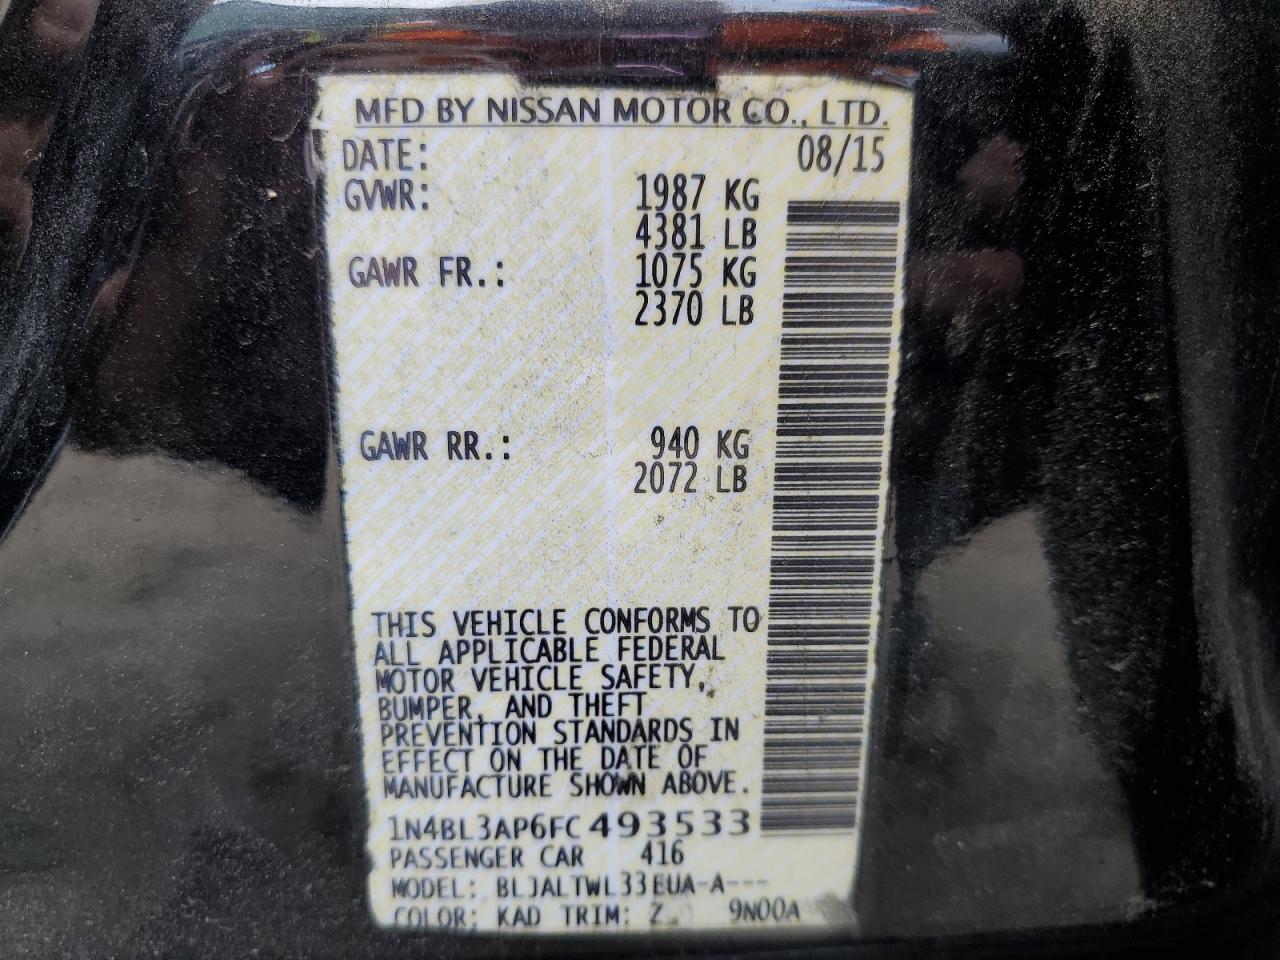 MFD BY NISSAN MOTOR CO., LTD.
DATE: 08/15
GVWR: 1987 KG
4381 LB
GAWR FR.: 1075 KG
2370 LB
GAWR RR.: 940 KG
2072 LB
THIS VEHICLE CONFORMS TO
ALL APPLICABLE FEDERAL
MOTOR VEHICLE SAFETY,
BUMPER, AND THEFT
PREVENTION STANDARDS IN
EFFECT ON THE DATE OF
MANUFACTURE SHOWN ABOVE.
1N4BL3AP6FC493533
PASSENGER CAR 416
MODEL: BLJALTWL33EUA-A---
COLOR: KAD TRIM: Z 9N00A